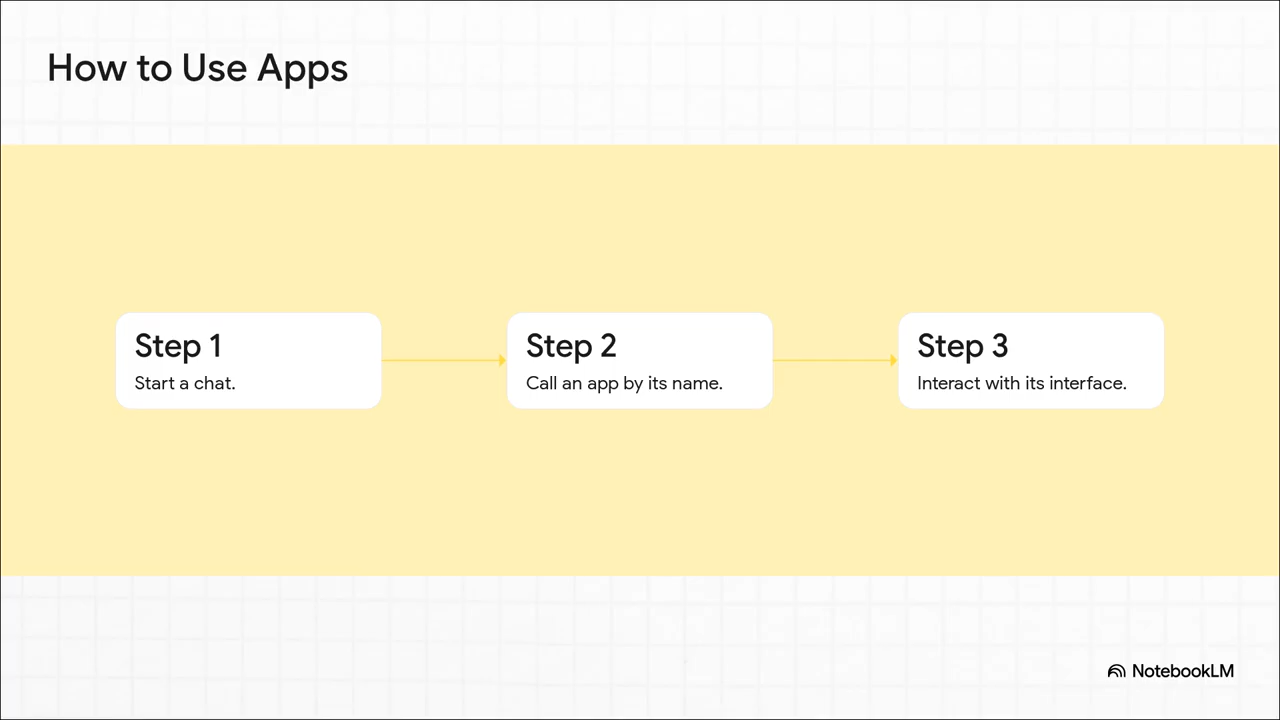 How to Use Apps
Step 1
Start a chat.
Step 2
Call an app by its name.
Step 3
Interact with its interface.
NotebookLM